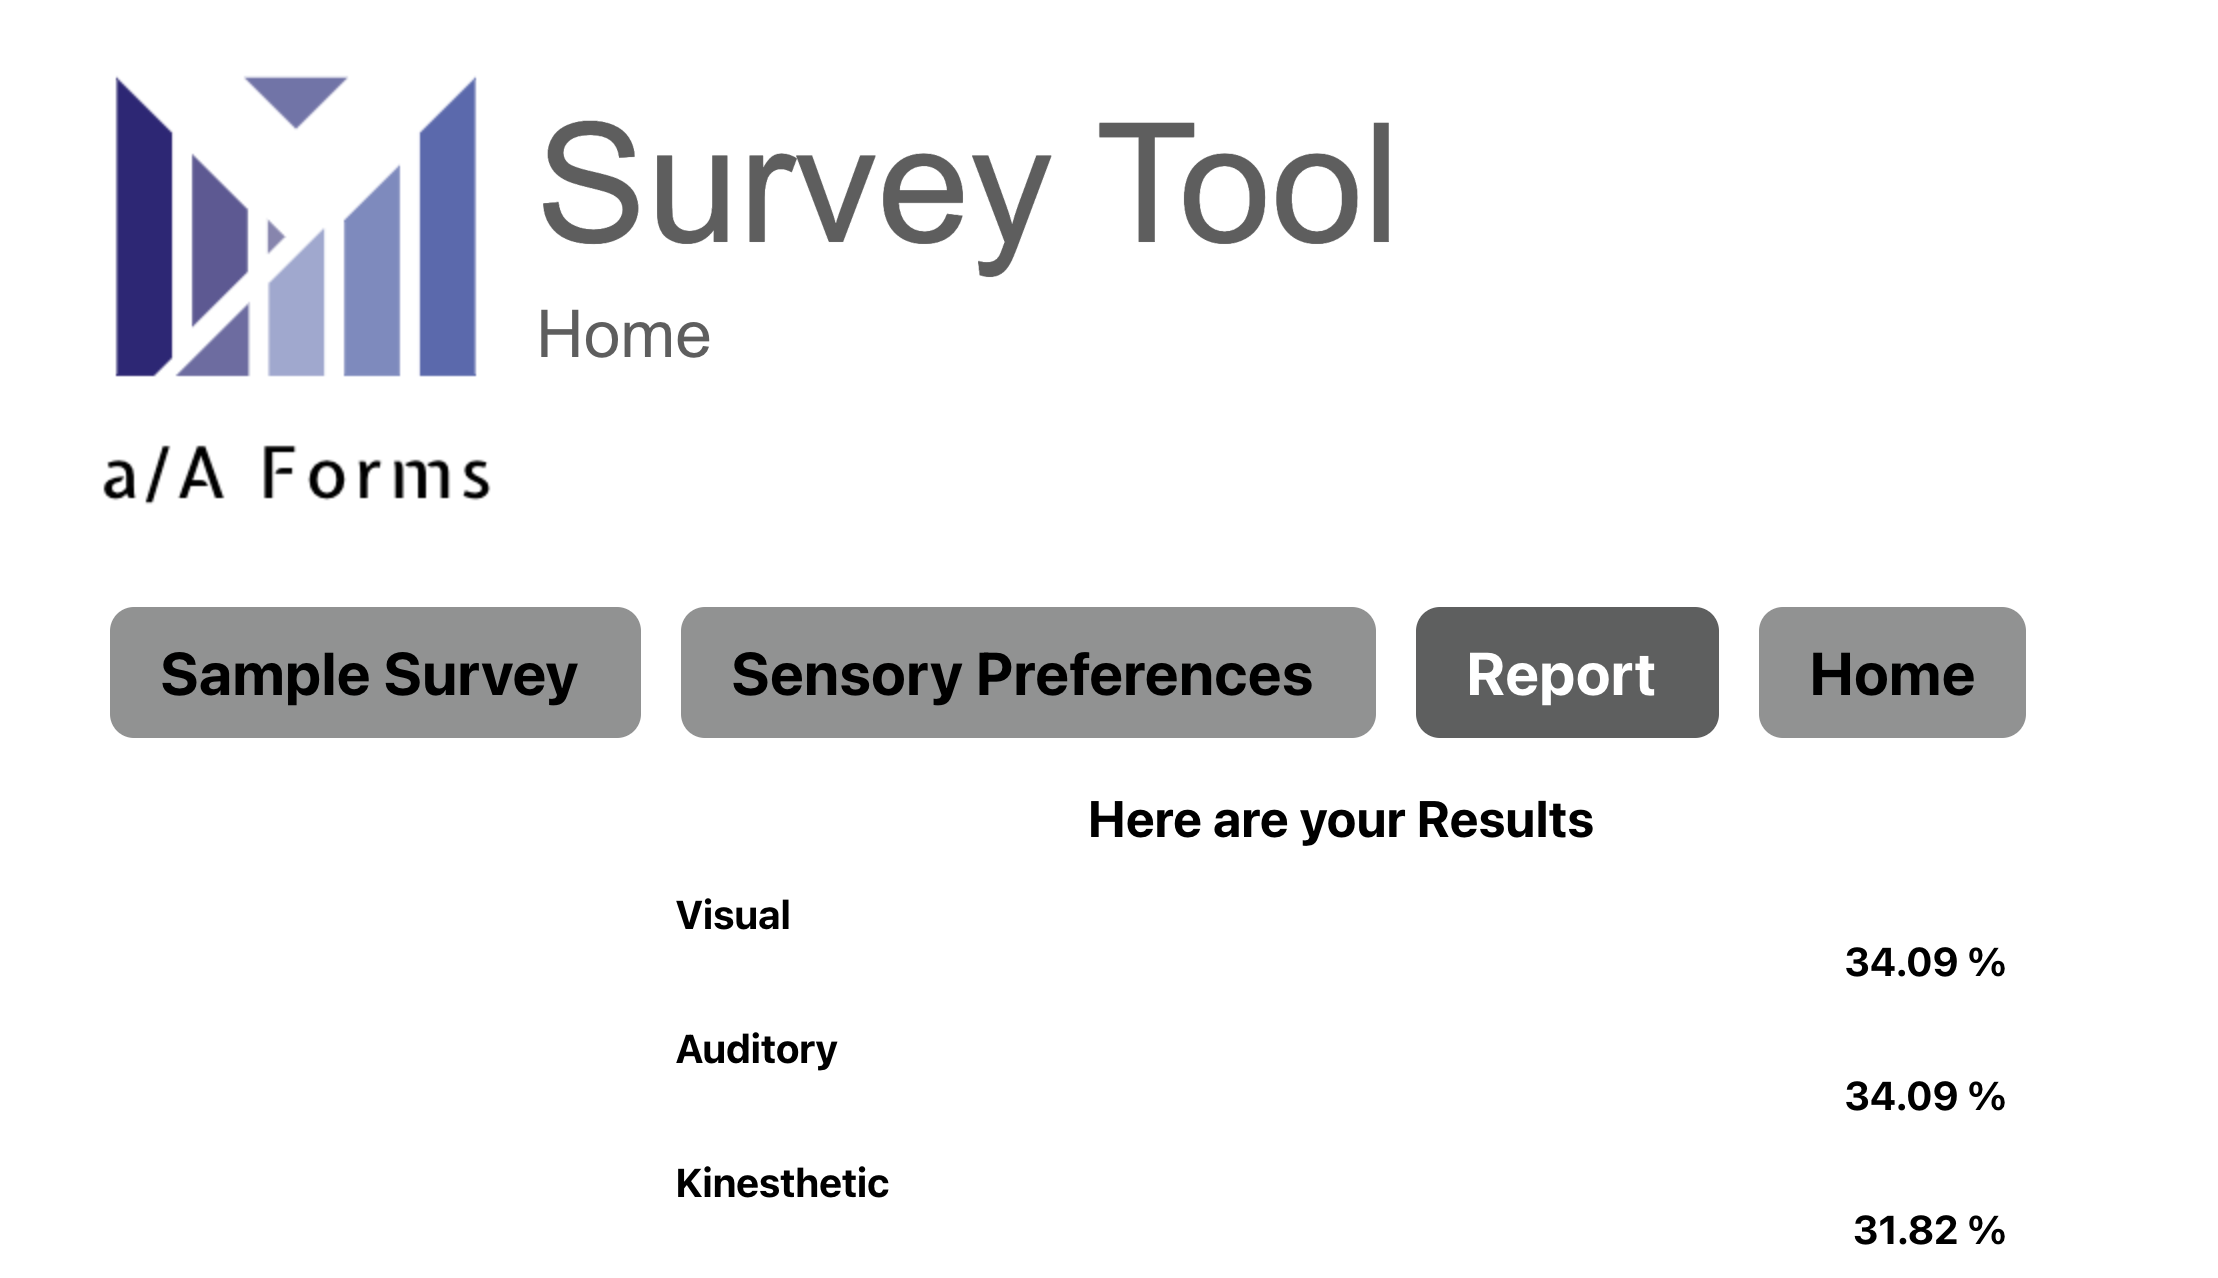 Survey Tool
Home
a/A Forms
Sample Survey Sensory Preferences Report Home
Here are your Results
Visual
34.09 %
Auditory
34.09 %
Kinesthetic
31.82 %